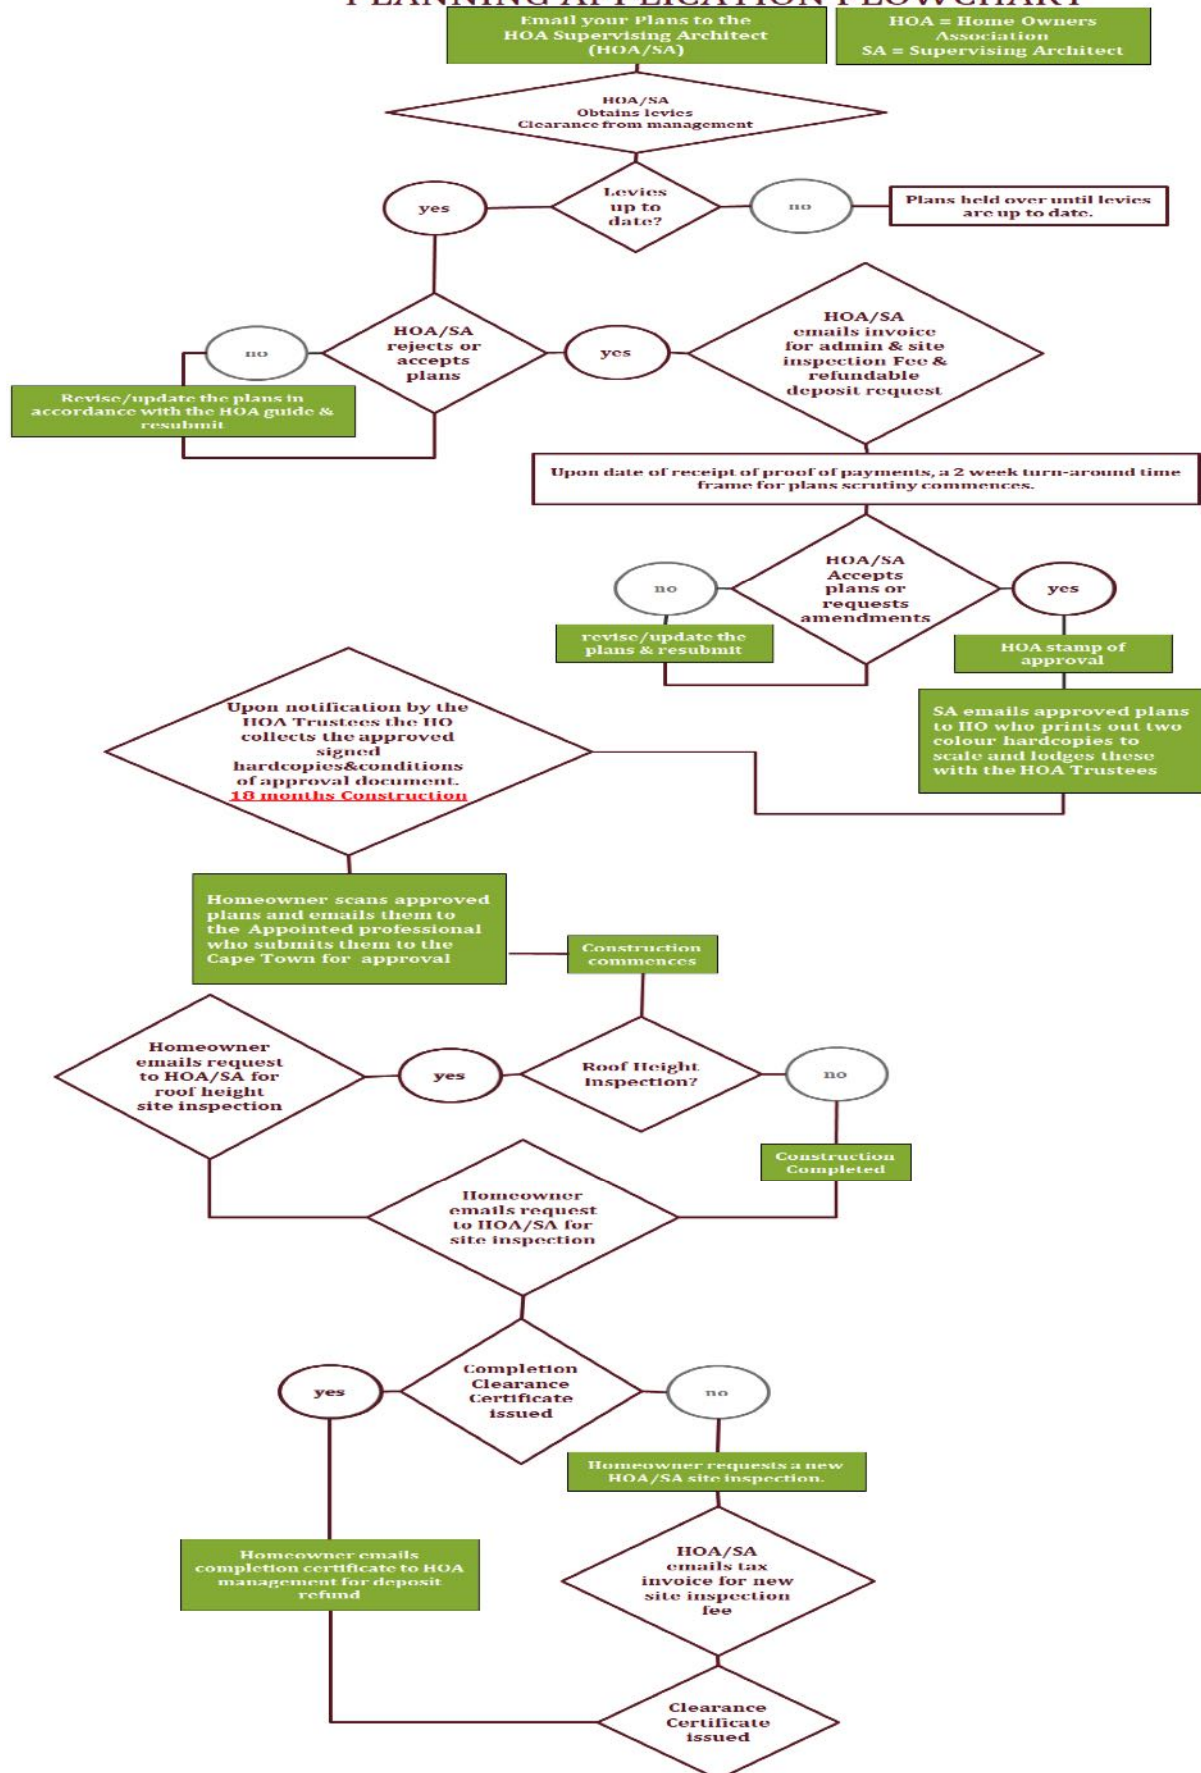 PLANNING APPLICATION FLOWCHART
Email your Plans to the
HOA Supervising Architect
(HOA/SA)
HOA = Home Owners
Association
SA = Supervising Architect
HOA/SA
Obtains levies
Clearance from management
Levies
up to
date?
yes
no
Plans held over until levies
are up to date.
HOA/SA
rejects or
accepts
plans
no
yes
Revise/update the plans in
accordance with the HOA guide &
resubmit
HOA/SA
emails invoice
for admin & site
inspection Fee &
refundable
deposit request
Upon date of receipt of proof of payments, a 2 week turn-around time
frame for plans scrutiny commences.
HOA/SA
Accepts
plans or
requests
amendments
no
yes
revise/update the
plans & resubmit
HOA stamp of
approval
SA emails approved plans
to HO who prints out two
colour hardcopies to
scale and lodges these
with the HOA Trustees
Upon notification by the
HOA Trustees the HO
collects the approved
signed
hardcopies&conditions
of approval document.
18 months Construction
Homeowner scans approved
plans and emails them to
the Appointed professional
who submits them to the
Cape Town for approval
Construction
commences
Roof Height
Inspection?
yes
no
Homeowner
emails request
to HOA/SA for
roof height
site inspection
Construction
Completed
Homeowner
emails request
to HOA/SA for
site inspection
Completion
Clearance
Certificate
issued
yes
no
Homeowner requests a new
HOA/SA site inspection.
Homeowner emails
completion certificate to HOA
management for deposit
refund
HOA/SA
emails tax
invoice for new
site inspection
fee
Clearance
Certificate
issued